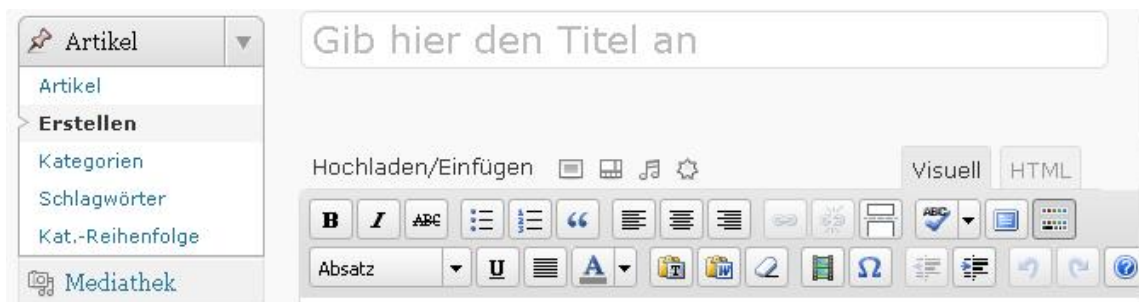 Artikel
Artikel
Erstellen
Kategorien
Schlagwörter
Kat.-Reihenfolge
Mediathek
Gib hier den Titel an
Hochladen/Einfügen
Visuell HTML
B I ABC ABC
Absatz U A T W Ω ?